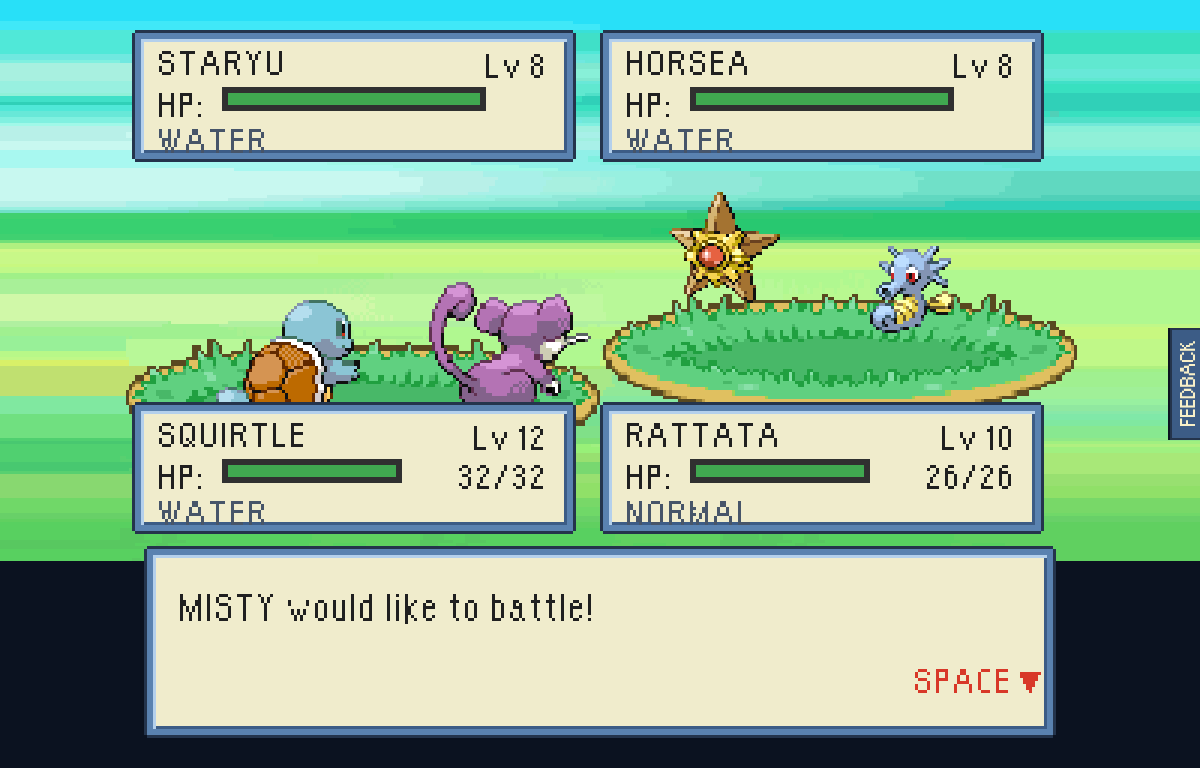 STARYU Lv 8
HP:
WATER
HORSEA Lv 8
HP:
WATER
SQUIRTLE Lv 12
HP: 32/32
WATER
RATTATA Lv 10
HP: 26/26
NORMAL
MISTY would like to battle!
SPACE ▼
FEEDBACK